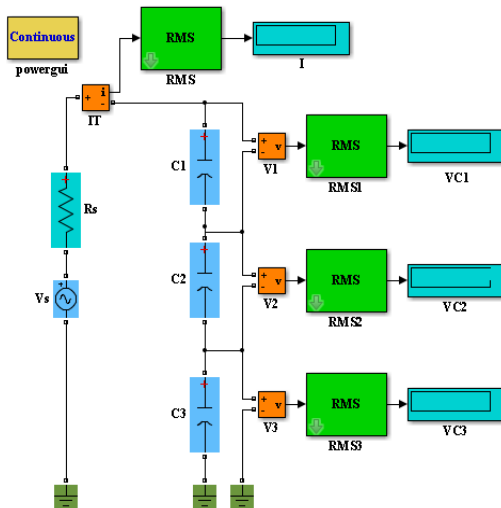 Continuous
powergui
i
+
-
IT
RMS
RMS
I
+
C1
+
-
v
V1
RMS
RMS1
VC1
+
Rs
+
C2
+
-
v
V2
RMS
RMS2
VC2
+
Vs
+
C3
+
-
v
V3
RMS
RMS3
VC3